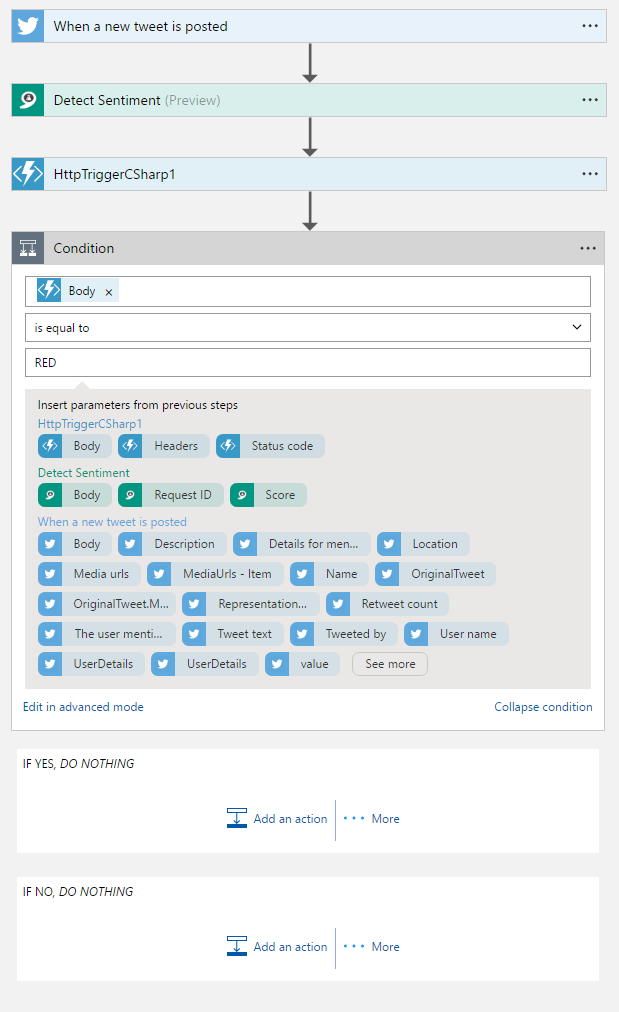 When a new tweet is posted
Detect Sentiment (Preview)
HttpTriggerCSharp1
Condition
Body ×
is equal to
RED
Insert parameters from previous steps
HttpTriggerCSharp1
Body Headers Status code
Detect Sentiment
Body Request ID Score
When a new tweet is posted
Body Description Details for men... Location
Media urls MediaUrls - Item Name OriginalTweet
OriginalTweet.M... Representation... Retweet count
The user menti... Tweet text Tweeted by User name
UserDetails UserDetails value See more
Edit in advanced mode Collapse condition
IF YES, DO NOTHING
Add an action ... More
IF NO, DO NOTHING
Add an action ... More